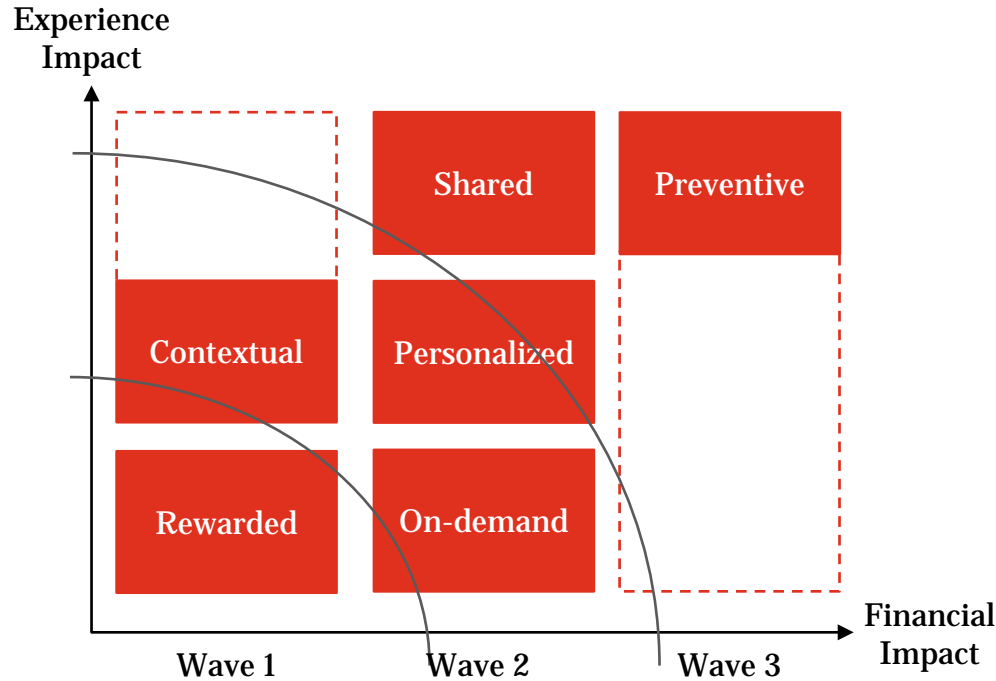 Experience
Impact
Shared
Preventive
Contextual
Personalized
Rewarded
On-demand
Financial
Impact
Wave 1
Wave 2
Wave 3